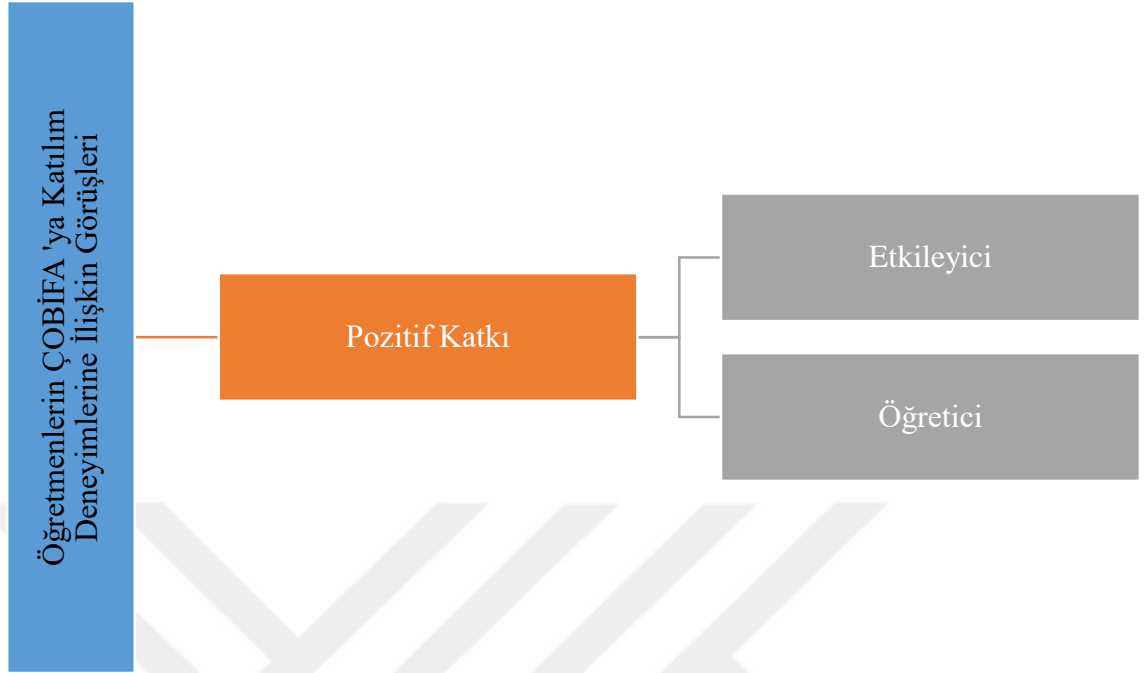 Öğretmenlerin ÇOBİFA 'ya Katılım
Deneyimlerine İlişkin Görüşleri
Pozitif Katkı
Etkileyici
Öğretici